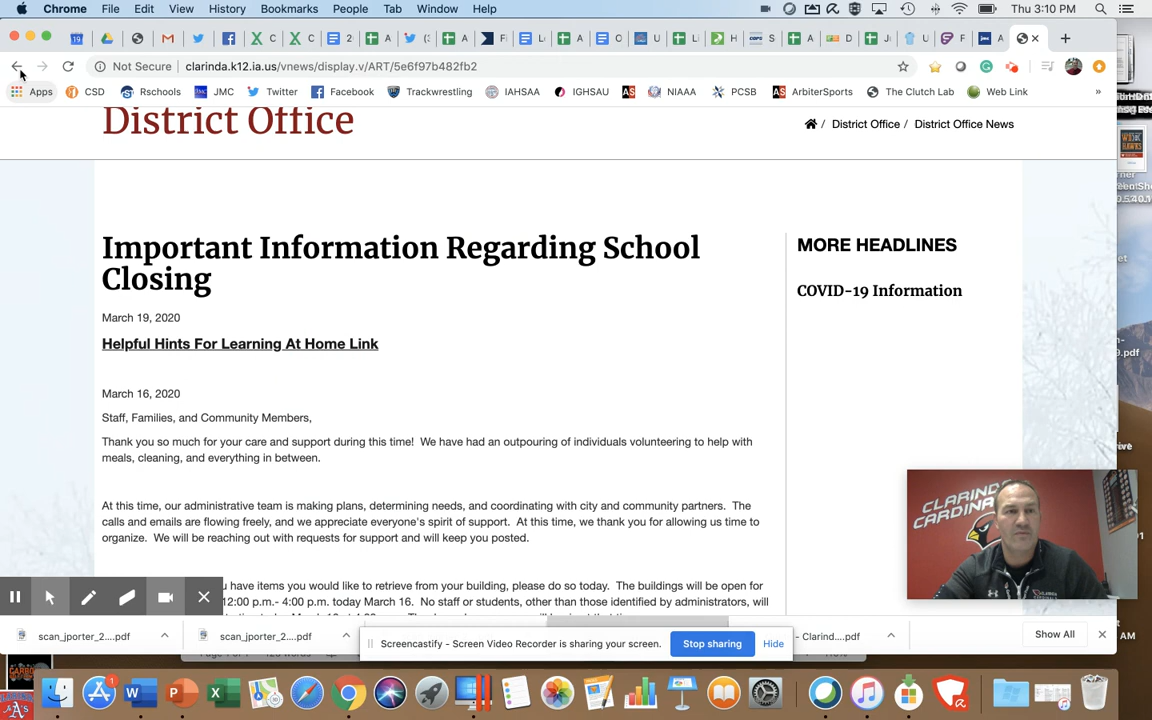 Chrome File Edit View History Bookmarks People Tab Window Help Thu 3:10 PM
Not Secure clarinda.k12.ia.us/vnews/display.v/ART/5e6f97b482fb2
Apps CSD Rschools JMC Twitter Facebook Trackwrestling IAHSAA IGHSAU NIAAA PCSB ArbiterSports The Clutch Lab Web Link »
District Office
/ District Office / District Office News
Important Information Regarding School
Closing
March 19, 2020
Helpful Hints For Learning At Home Link
March 16, 2020
Staff, Families, and Community Members,
Thank you so much for your care and support during this time! We have had an outpouring of individuals volunteering to help with
meals, cleaning, and everything in between.
At this time, our administrative team is making plans, determining needs, and coordinating with city and community partners. The
calls and emails are flowing freely, and we appreciate everyone's spirit of support. At this time, we thank you for allowing us time to
organize. We will be reaching out with requests for support and will keep you posted.
u have items you would like to retrieve from your building, please do so today. The buildings will be open for
12:00 p.m.- 4:00 p.m. today March 16. No staff or students, other than those identified by administrators, will
MORE HEADLINES
COVID-19 Information
CLARINDA
CARDINA
scan_jporter_2....pdf
scan_jporter_2....pdf
- Clarind....pdf
Show All
Screencastify - Screen Video Recorder is sharing your screen.
Stop sharing
Hide